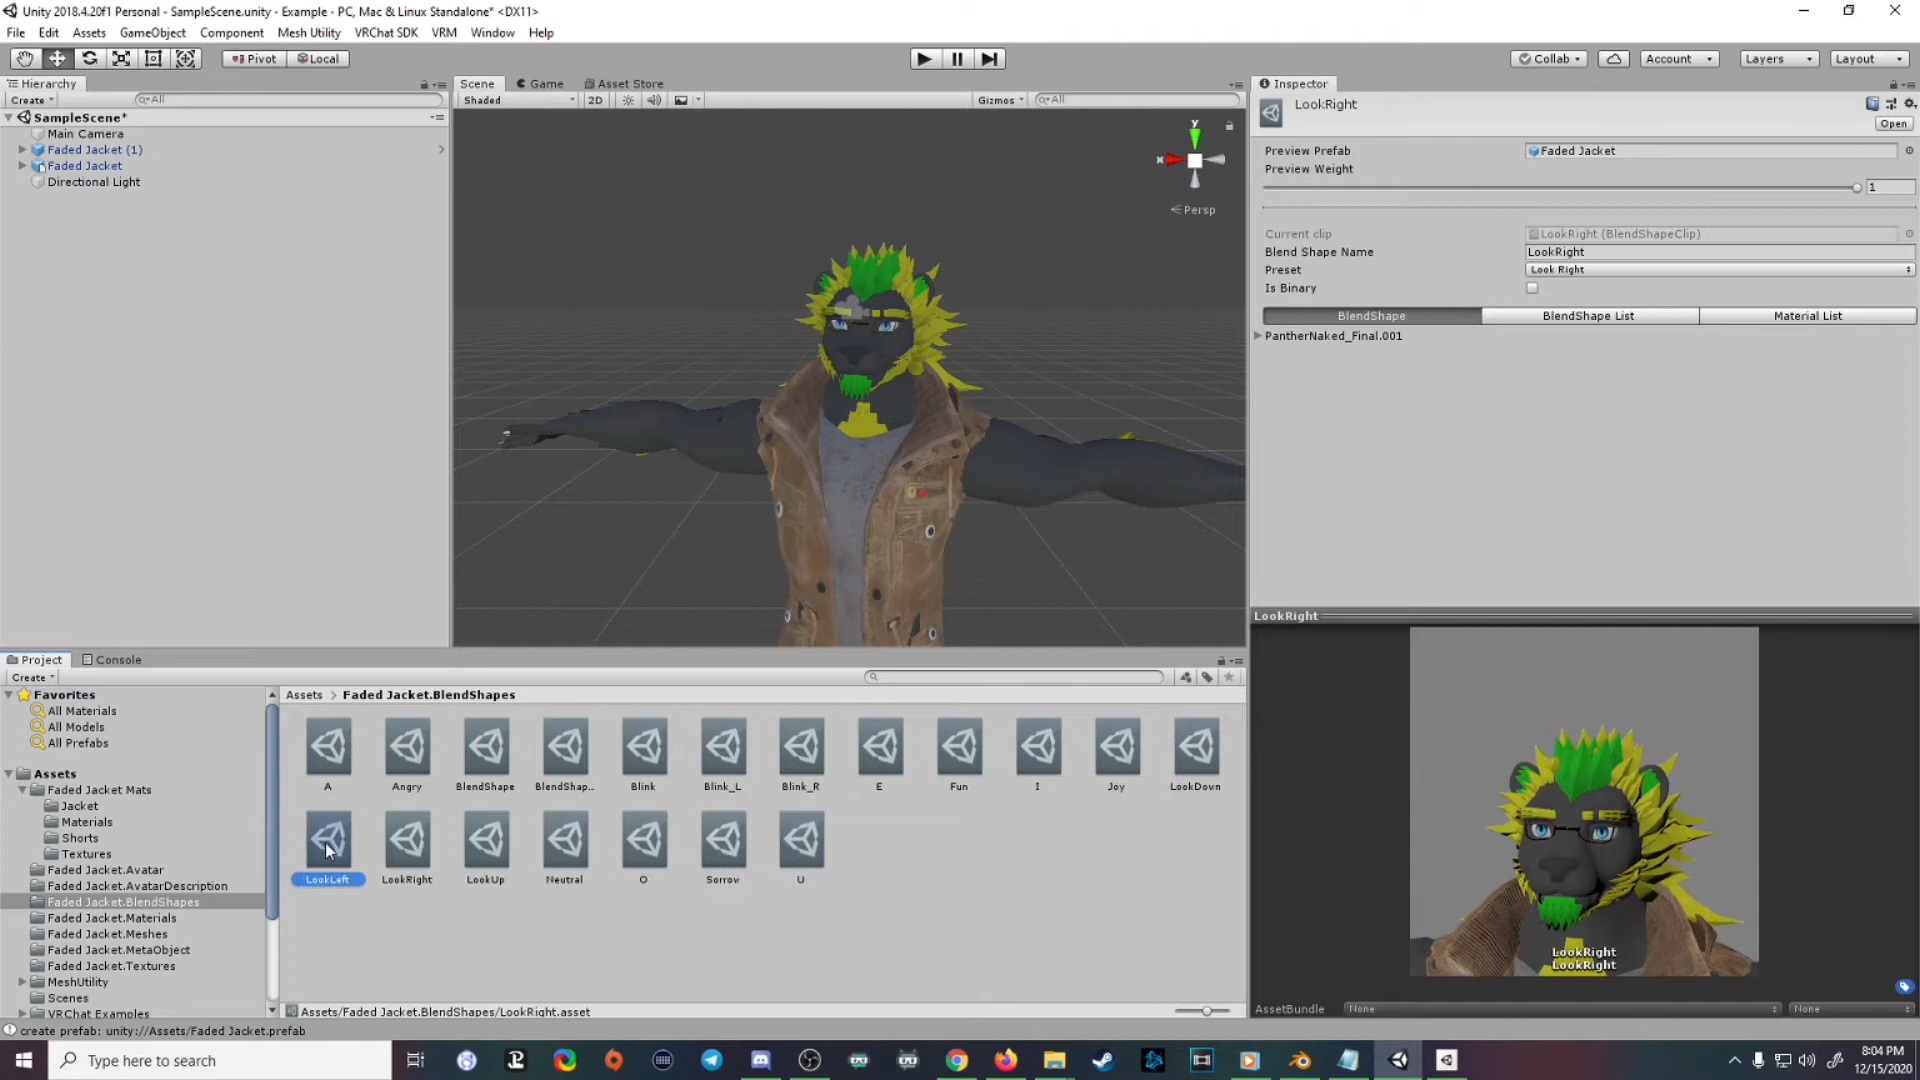 Unity 2018.4.20f1 Personal - SampleScene.unity - Example - PC, Mac & Linux Standalone* <DX11>
File Edit Assets GameObject Component Mesh Utility VRChat SDK VRM Window Help
Pivot Local Collab Account Layers Layout
Hierarchy
Create All
SampleScene*
Main Camera
Faded Jacket (1)
Faded Jacket
Directional Light
Scene Game Asset Store
Shaded 2D Gizmos All
y
x
Persp
Inspector
LookRight
Open
Preview Prefab Faded Jacket
Preview Weight
1
Current clip LookRight (BlendShapeClip)
Blend Shape Name LookRight
Preset Look Right
Is Binary
BlendShape BlendShape List Material List
PantherNaked_Final.001
LookRight
LookRight
LookRight
AssetBundle None None
Project Console
Create
Favorites
All Materials
All Models
All Prefabs
Assets
Faded Jacket Mats
Jacket
Materials
Shorts
Textures
Faded Jacket.Avatar
Faded Jacket.AvatarDescription
Faded Jacket.BlendShapes
Faded Jacket.Materials
Faded Jacket.Meshes
Faded Jacket.MetaObject
Faded Jacket.Textures
MeshUtility
Scenes
VRChat Examples
Assets > Faded Jacket.BlendShapes
A Angry BlendShape BlendShap... Blink Blink_L Blink_R E Fun I Joy LookDown
LookLeft LookRight LookUp Neutral O Sorrow U
Assets/Faded Jacket.BlendShapes/LookRight.asset
create prefab: unity://Assets/Faded Jacket.prefab
Type here to search
8:04 PM
12/15/2020